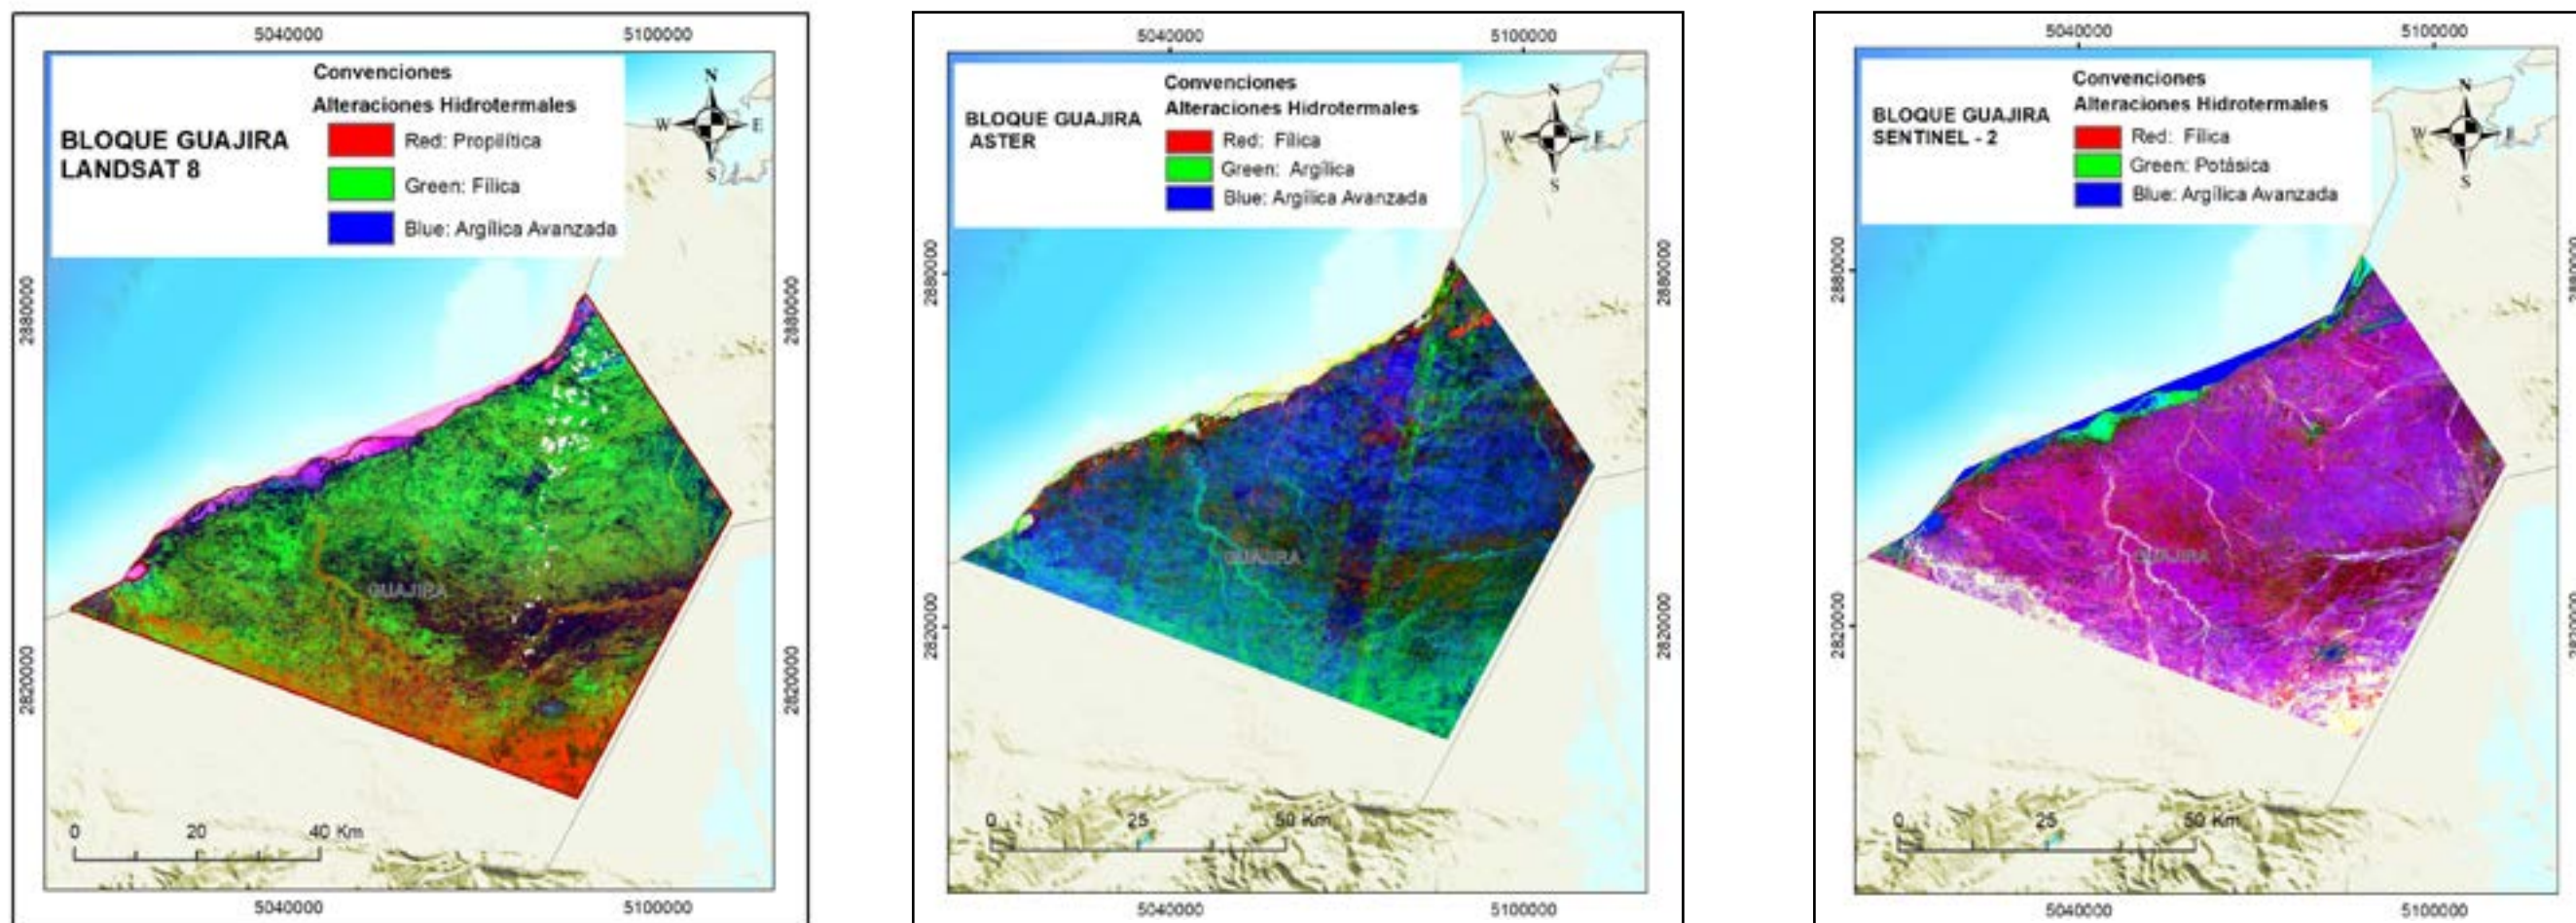 5040000 5100000
Convenciones
Alteraciones Hidrotermales
BLOQUE GUAJIRA
LANDSAT 8
Red: Propilítica
Green: Fílica
Blue: Argílica Avanzada
N
W E
S
2880000 2880000
GUAJIRA
2820000 2820000
0 20 40 Km
5040000 5100000
5040000 5100000
Convenciones
Alteraciones Hidrotermales
BLOQUE GUAJIRA
ASTER
Red: Fílica
Green: Argílica
Blue: Argílica Avanzada
N
W E
S
2880000 2880000
GUAJIRA
2820000 2820000
0 25 50 Km
5040000 5100000
5040000 5100000
Convenciones
Alteraciones Hidrotermales
BLOQUE GUAJIRA
SENTINEL - 2
Red: Fílica
Green: Potásica
Blue: Argílica Avanzada
N
W E
S
2880000
GUAJIRA
2820000
0 25 50 Km
5040000 5100000